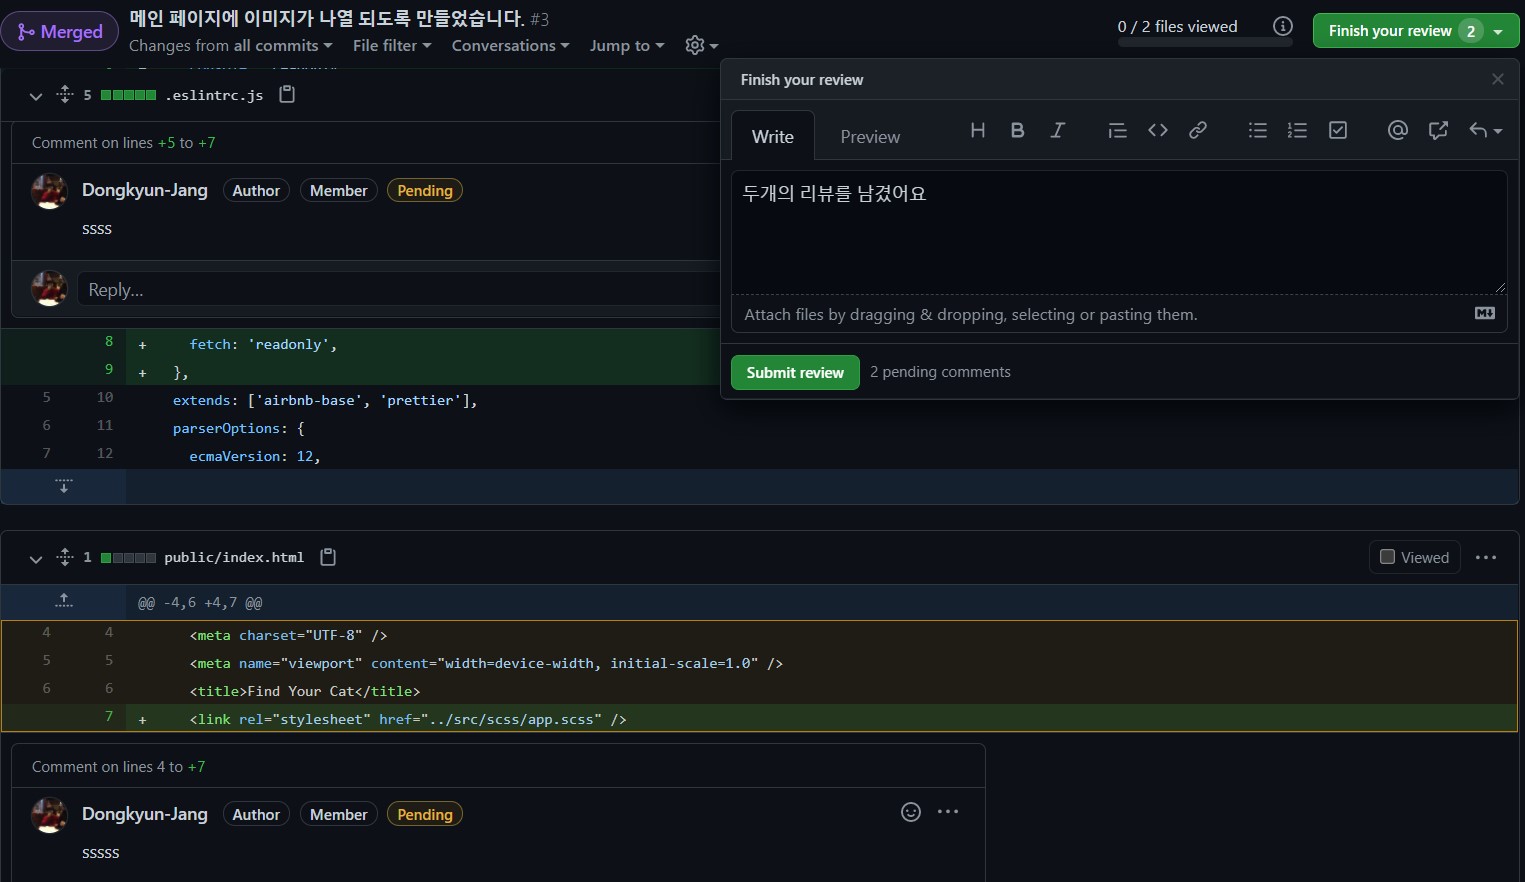 Merged
메인 페이지에 이미지가 나열 되도록 만들었습니다. #3
Changes from all commits File filter Conversations Jump to
0 / 2 files viewed
Finish your review 2
5 .eslintrc.js
Comment on lines +5 to +7
Dongkyun-Jang Author Member Pending
ssss
Reply...
8 + fetch: 'readonly',
9 + },
5 10 extends: ['airbnb-base', 'prettier'],
6 11 parserOptions: {
7 12 ecmaVersion: 12,
Finish your review
Write Preview
두개의 리뷰를 남겼어요
Attach files by dragging & dropping, selecting or pasting them.
Submit review 2 pending comments
1 public/index.html
Viewed
@@ -4,6 +4,7 @@
4 4 <meta charset="UTF-8" />
5 5 <meta name="viewport" content="width=device-width, initial-scale=1.0" />
6 6 <title>Find Your Cat</title>
7 + <link rel="stylesheet" href="../src/scss/app.scss" />
Comment on lines 4 to +7
Dongkyun-Jang Author Member Pending
sssss